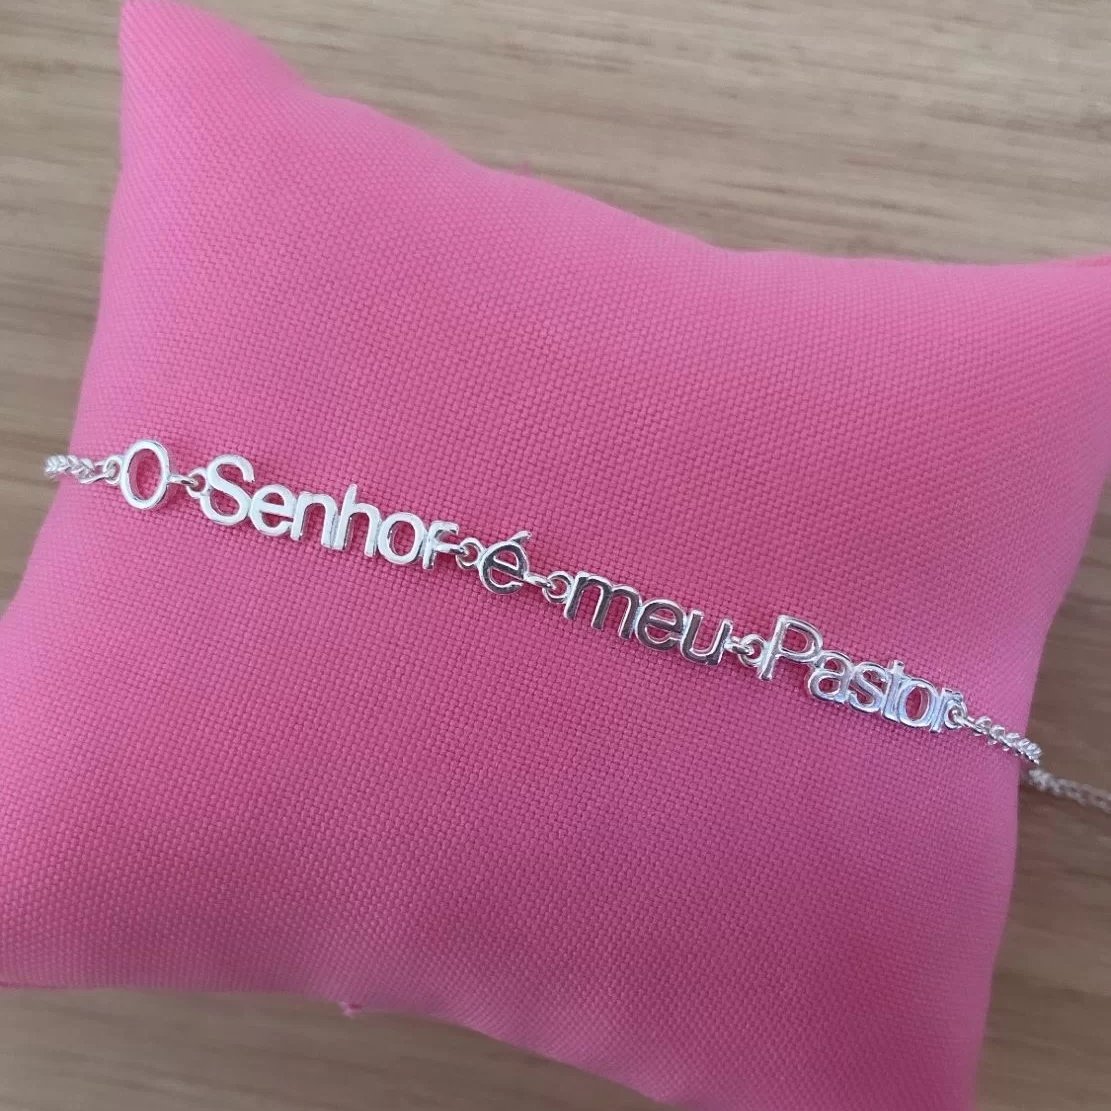 O Senhor é meu Pastor